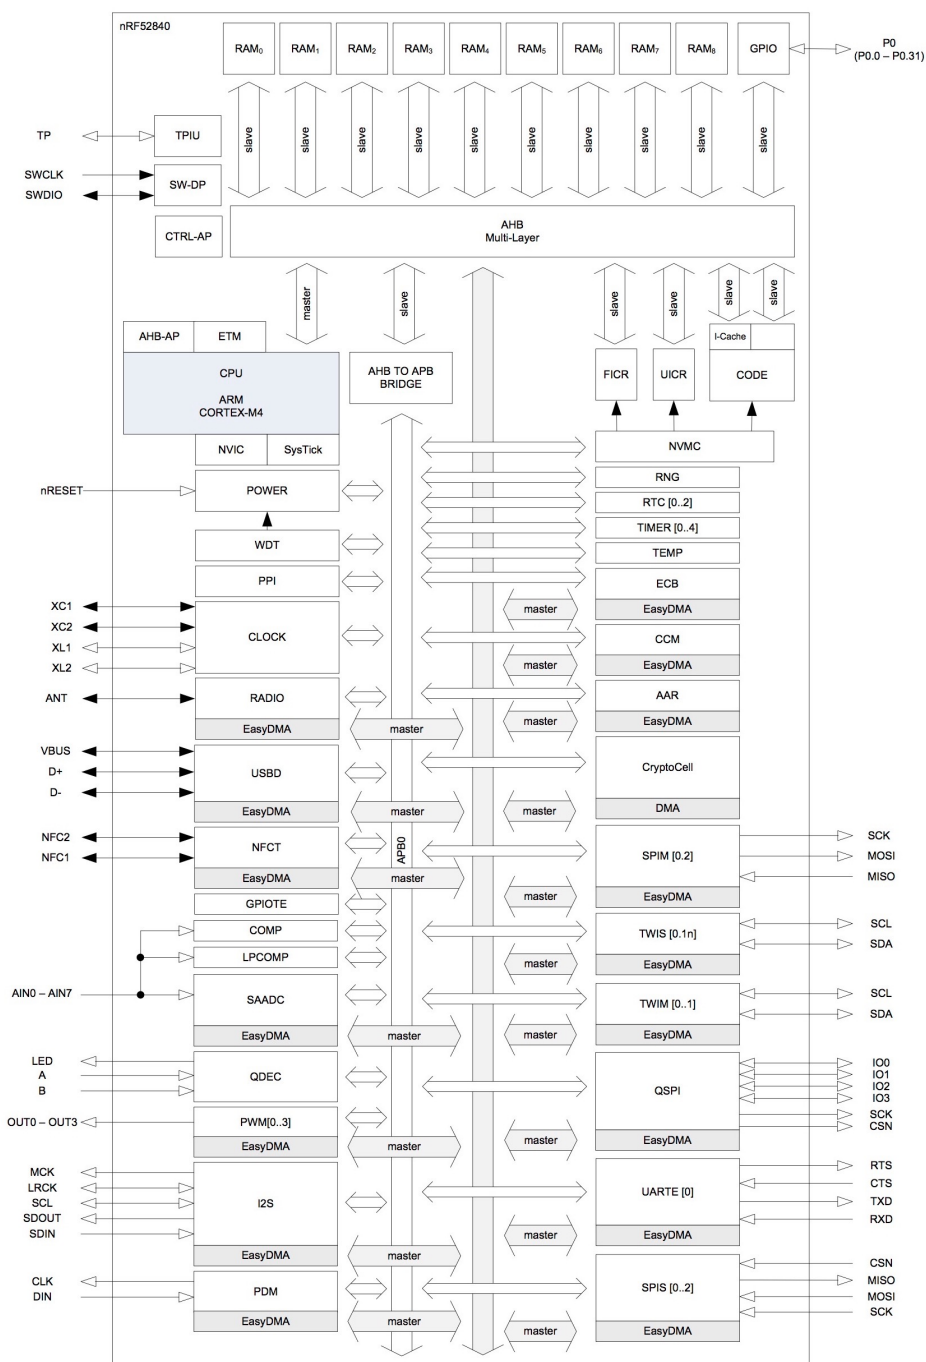 nRF52840
RAM0 RAM1 RAM2 RAM3 RAM4 RAM5 RAM6 RAM7 RAM8 GPIO
P0
(P0.0 – P0.31)
slave slave slave slave slave slave slave slave slave slave
TP TPIU
SWCLK
SWDIO
SW-DP
CTRL-AP
AHB
Multi-Layer
master slave slave slave slave slave
AHB-AP ETM
I-Cache
CPU
ARM
CORTEX-M4
AHB TO APB
BRIDGE
FICR UICR CODE
NVIC SysTick
NVMC
nRESET POWER
RNG
RTC [0..2]
TIMER [0..4]
WDT
TEMP
PPI
ECB
master EasyDMA
XC1
XC2
XL1
XL2
CLOCK
CCM
master EasyDMA
ANT RADIO
AAR
EasyDMA master master EasyDMA
VBUS
D+
D-
USBD
CryptoCell
EasyDMA master master DMA
NFC2
NFC1
NFCT
APB0
SPIM [0.2]
SCK
MOSI
MISO
EasyDMA master
master EasyDMA
GPIOTE
COMP
LPCOMP
TWIS [0.1n]
SCL
SDA
master EasyDMA
AIN0 – AIN7
SAADC
TWIM [0..1]
SCL
SDA
EasyDMA master master EasyDMA
LED
A
B
QDEC
QSPI
IO0
IO1
IO2
IO3
SCK
CSN
OUT0 – OUT3 PWM[0..3]
EasyDMA master master EasyDMA
MCK
LRCK
SCL
SDOUT
SDIN
I2S
UARTE [0]
RTS
CTS
TXD
RXD
EasyDMA master master EasyDMA
CLK
DIN
PDM
SPIS [0..2]
CSN
MISO
MOSI
SCK
EasyDMA master master EasyDMA